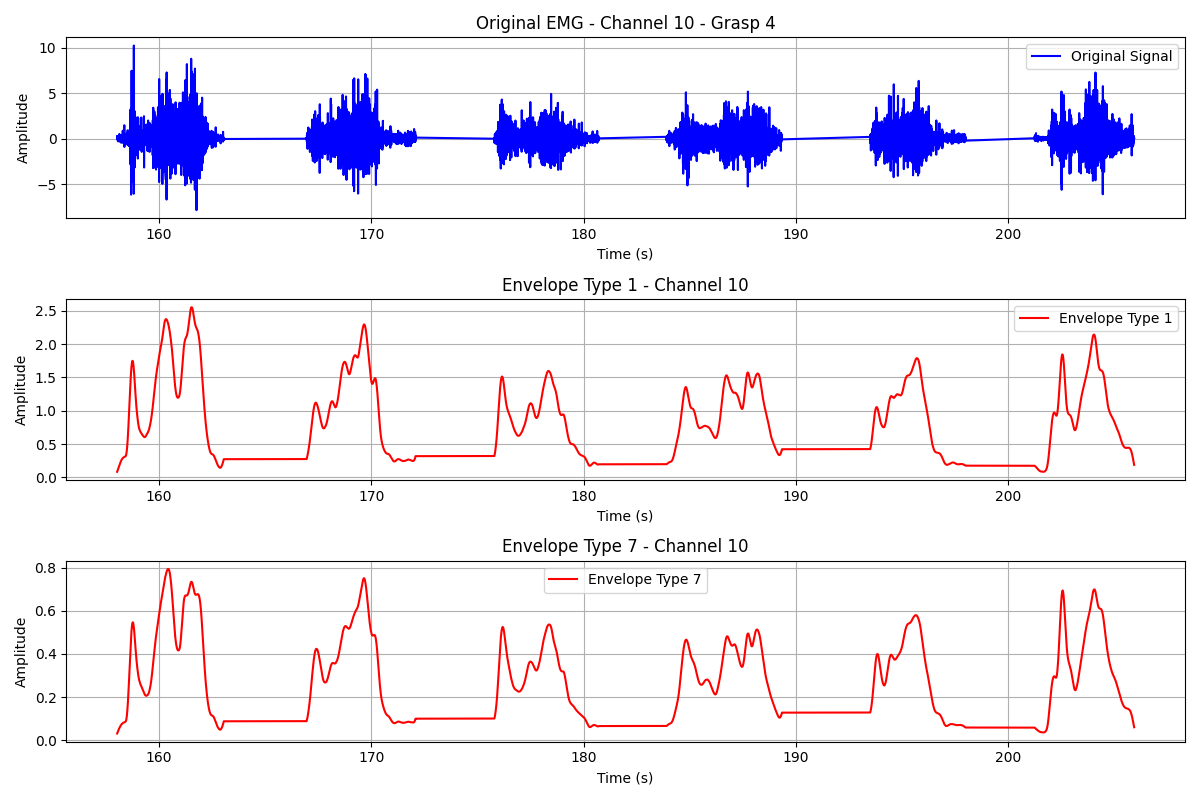 Original EMG - Channel 10 - Grasp 4
Original Signal
10
5
0
−5
Amplitude
160 170 180 190 200
Time (s)
Envelope Type 1 - Channel 10
Envelope Type 1
2.5
2.0
1.5
1.0
0.5
0.0
Amplitude
160 170 180 190 200
Time (s)
Envelope Type 7 - Channel 10
Envelope Type 7
0.8
0.6
0.4
0.2
0.0
Amplitude
160 170 180 190 200
Time (s)